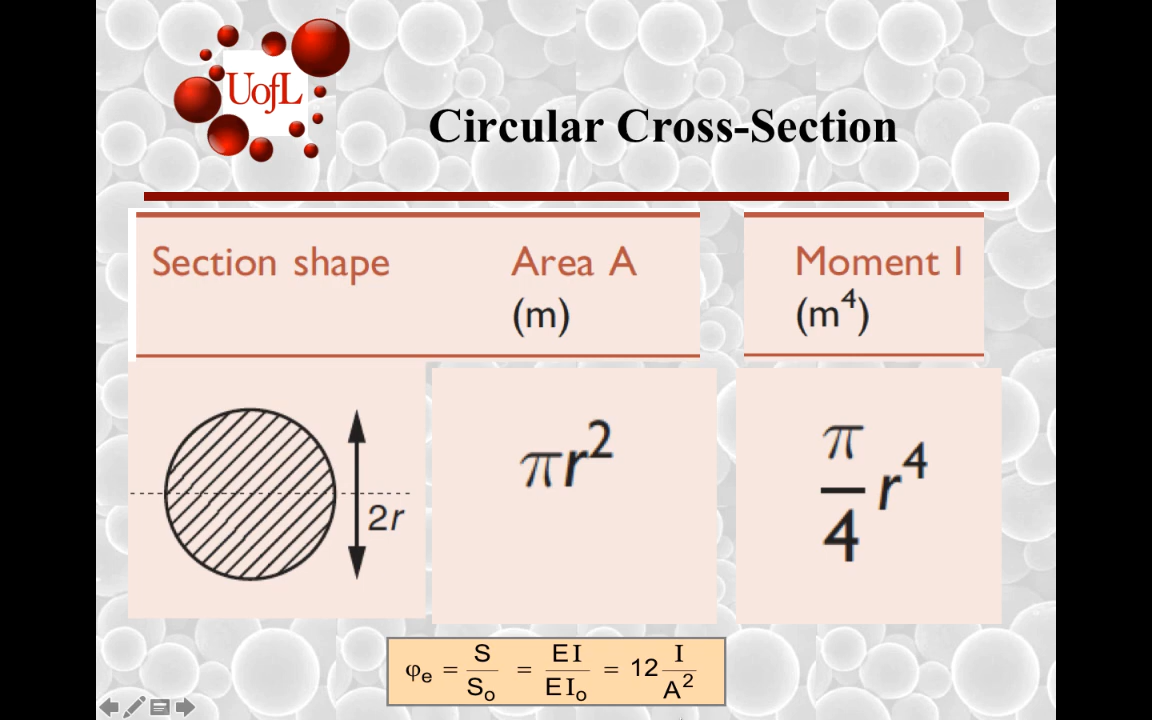 UofL
Circular Cross-Section
Section shape Area A Moment I
(m) (m⁴)
2r
πr²
π/4 r⁴
φe = S/So = EI/EIo = 12 I/A²